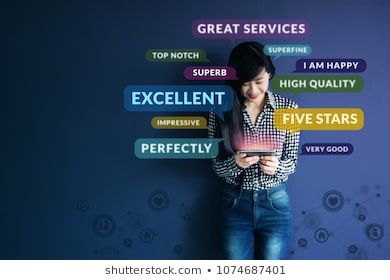 GREAT SERVICES
TOP NOTCH
SUPERFINE
I AM HAPPY
SUPERB
HIGH QUALITY
EXCELLENT
IMPRESSIVE
FIVE STARS
PERFECTLY
VERY GOOD
shutterstock.com • 1074687401